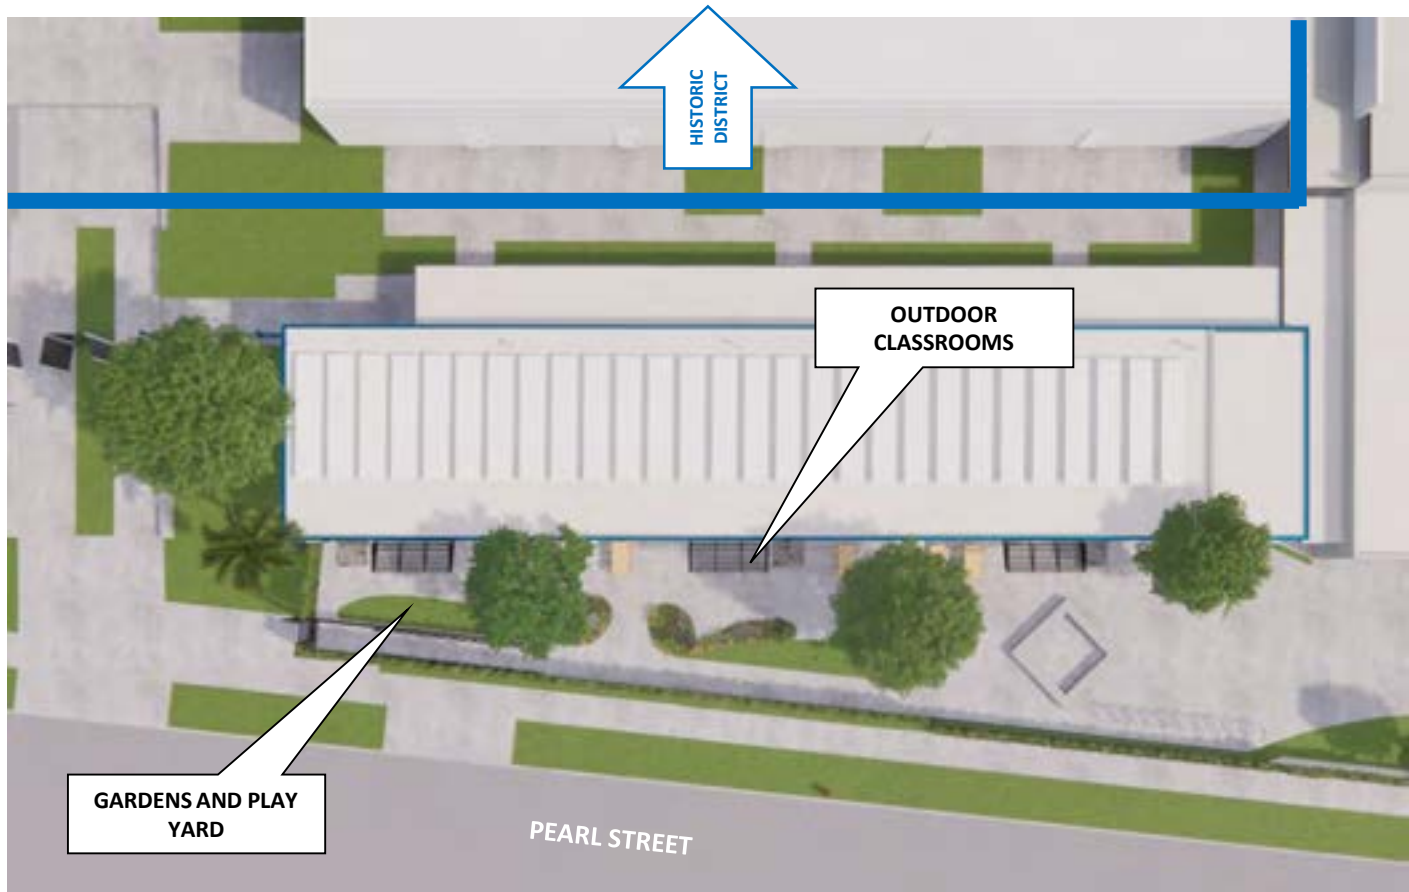 HISTORIC
DISTRICT
OUTDOOR
CLASSROOMS
GARDENS AND PLAY
YARD
PEARL STREET